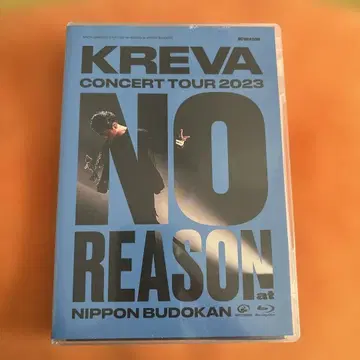 KREVA
CONCERT TOUR 2023
NO
REASON
at
NIPPON BUDOKAN